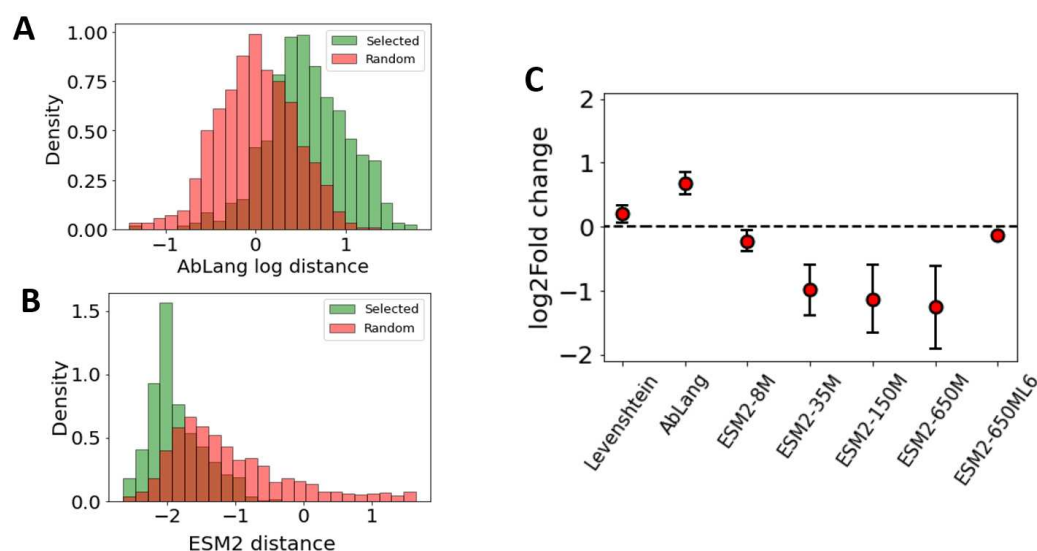 A
1.00
0.75
0.50
0.25
0.00
Density
Selected
Random
−1
0
1
AbLang log distance
B
1.5
1.0
0.5
0.0
Density
Selected
Random
−2
−1
0
1
ESM2 distance
C
2
1
0
−1
−2
log2Fold change
Levenshtein
AbLang
ESM2-8M
ESM2-35M
ESM2-150M
ESM2-650M
ESM2-650ML6